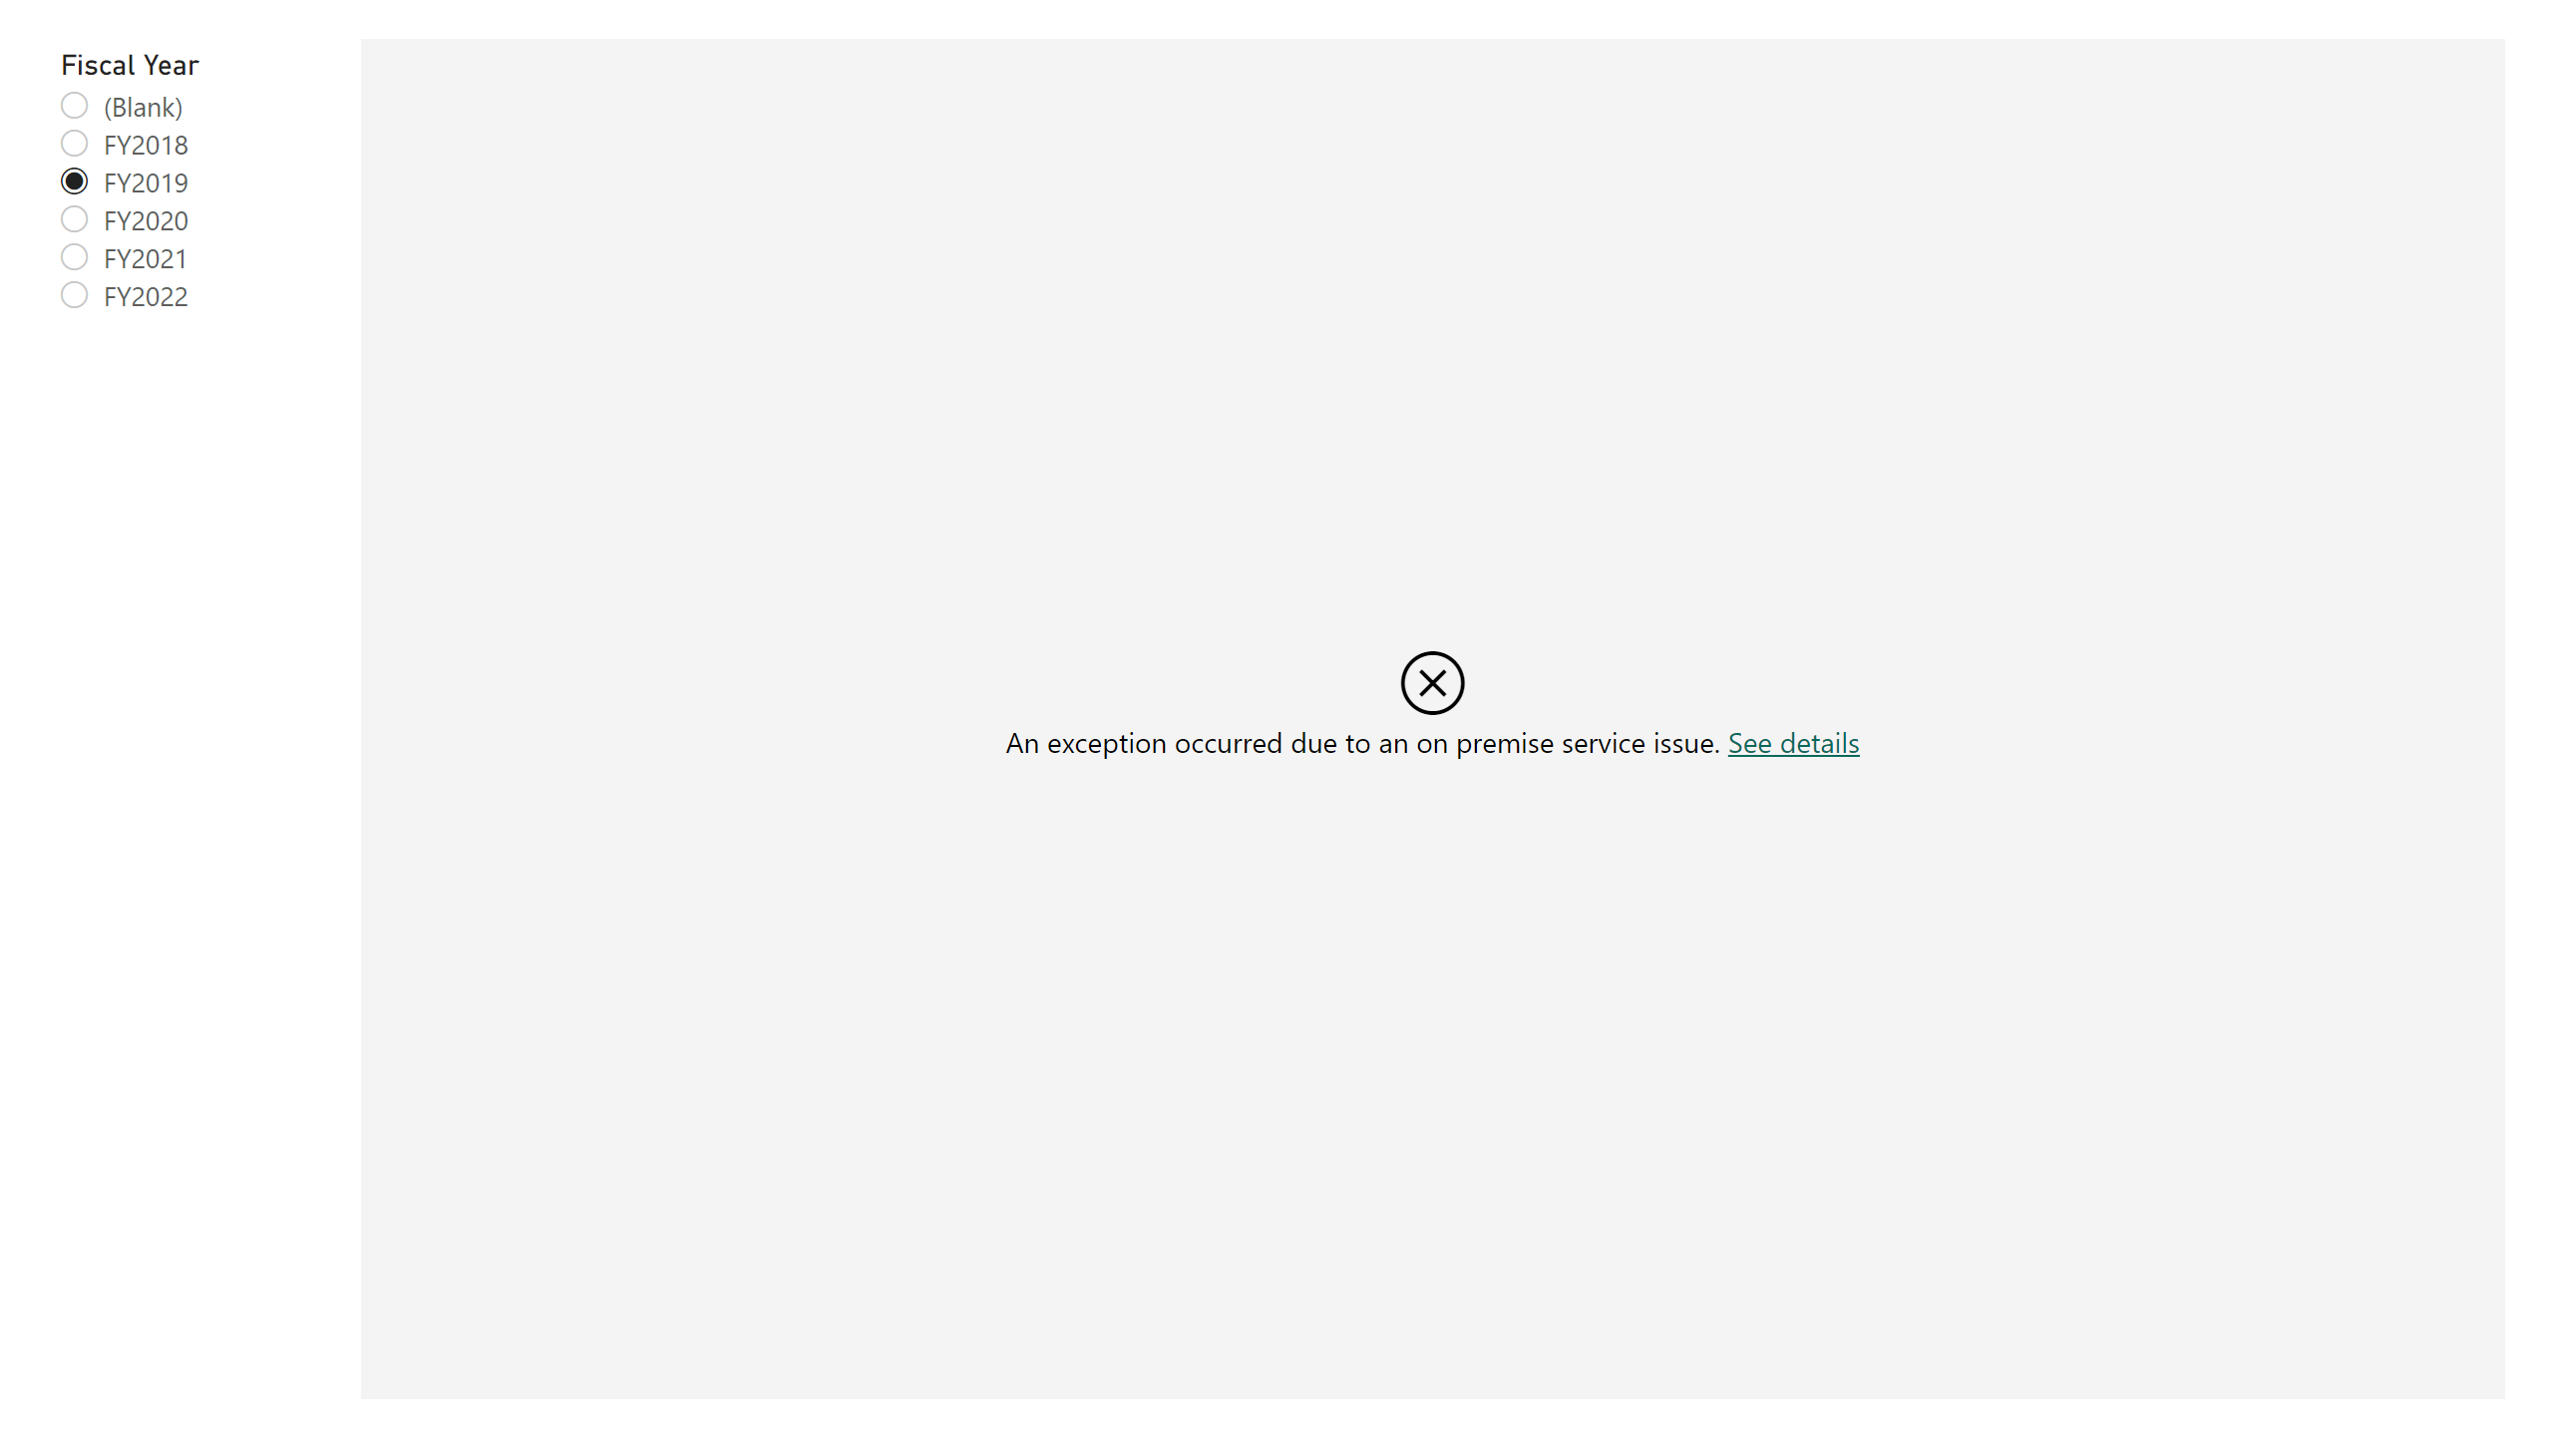 Fiscal Year
(Blank)
FY2018
FY2019
FY2020
FY2021
FY2022
An exception occurred due to an on premise service issue. See details